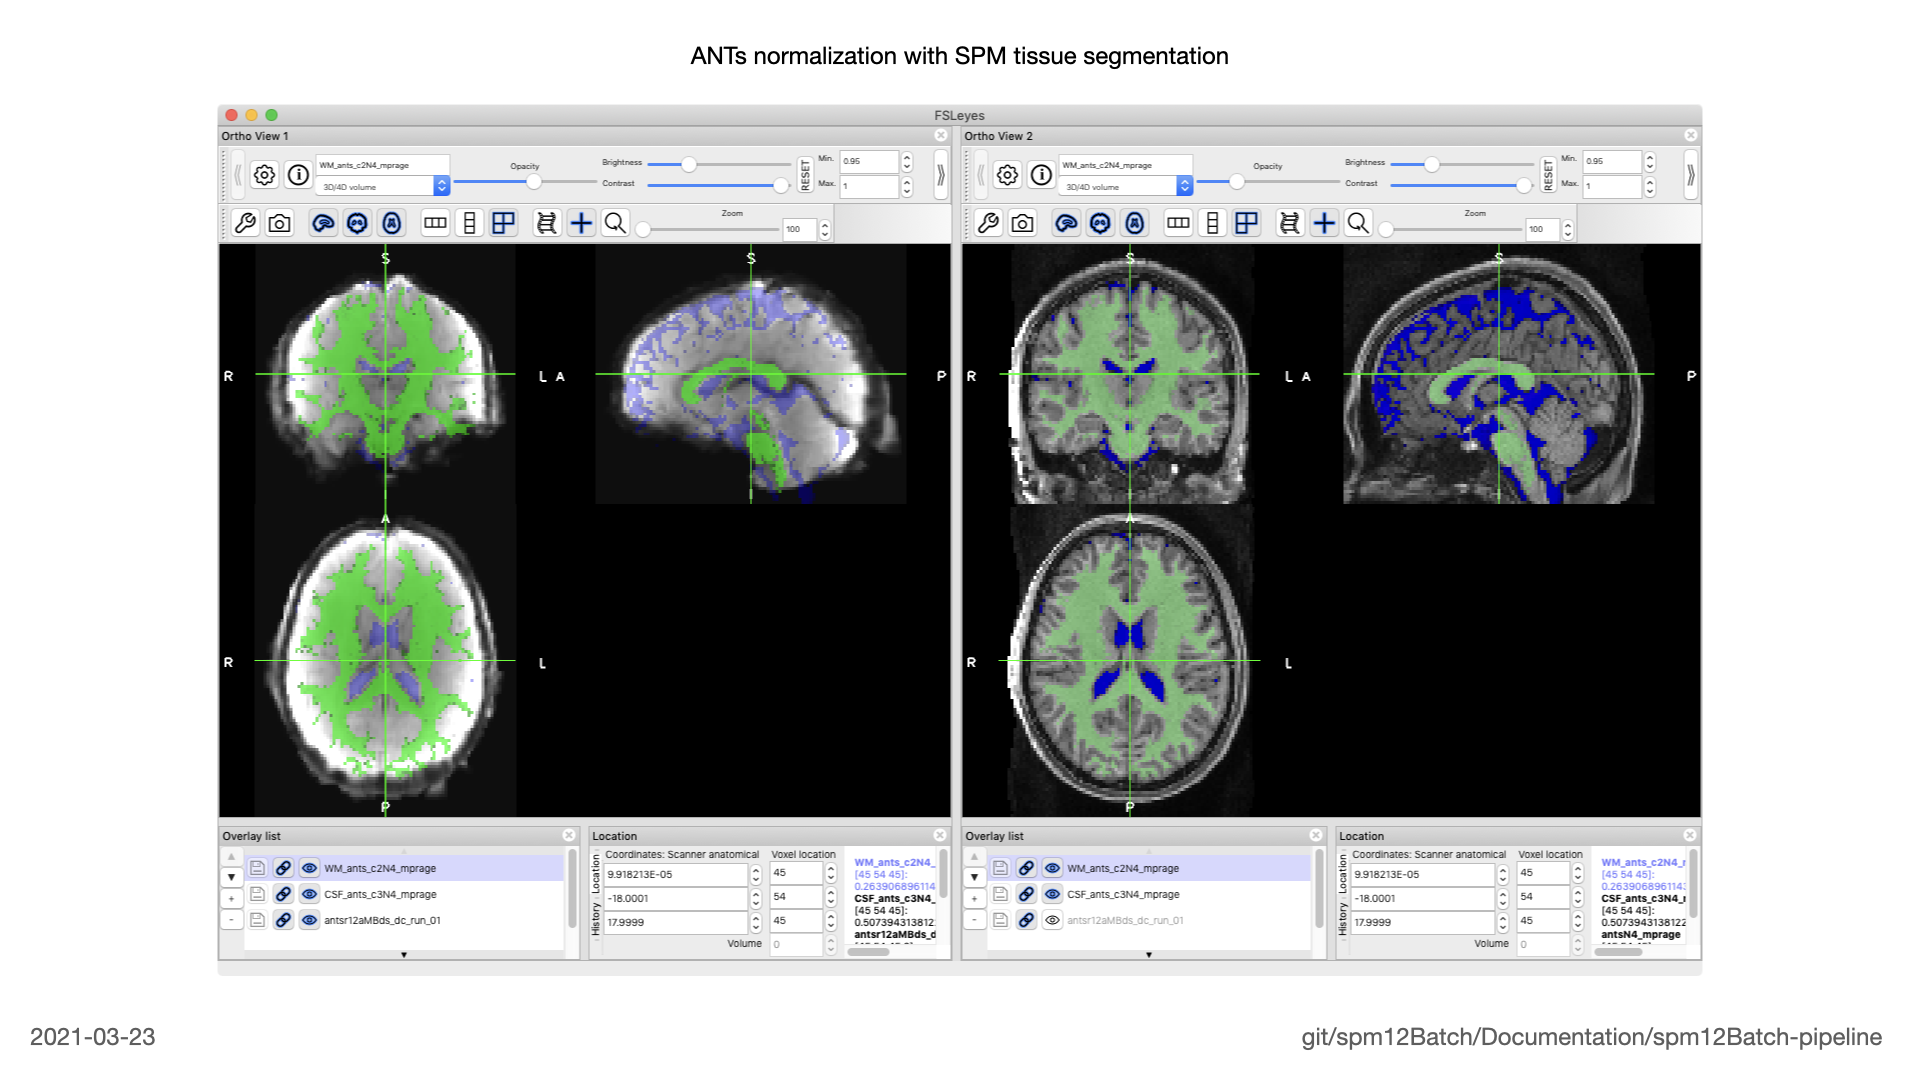 ANTs normalization with SPM tissue segmentation
FSLeyes
Ortho View 1
WM_ants_c2N4_mprage
3D/4D volume
Opacity
Brightness
Contrast
RESET
Min. 0.95
Max. 1
Zoom
100
S
R L A P
A
R L
P
Overlay list
WM_ants_c2N4_mprage
CSF_ants_c3N4_mprage
antsr12aMBds_dc_run_01
Location
History Location
Coordinates: Scanner anatomical Voxel location
9.918213E-05 45
-18.0001 54
17.9999 45
Volume 0
WM_ants_c2N4_
[45 54 45]:
0.263906896114
CSF_ants_c3N4_
[45 54 45]:
0.5073943138122
antsr12aMBds_d
Ortho View 2
WM_ants_c2N4_mprage
3D/4D volume
Opacity
Brightness
Contrast
RESET
Min. 0.95
Max. 1
Zoom
100
S S
R L A P
A
R L
P
Overlay list
WM_ants_c2N4_mprage
CSF_ants_c3N4_mprage
antsr12aMBds_dc_run_01
Location
History Location
Coordinates: Scanner anatomical Voxel location
9.918213E-05 45
-18.0001 54
17.9999 45
Volume 0
WM_ants_c2N4_
[45 54 45]:
0.263906896114
CSF_ants_c3N4_
[45 54 45]:
0.5073943138122
antsN4_mprage
2021-03-23
git/spm12Batch/Documentation/spm12Batch-pipeline